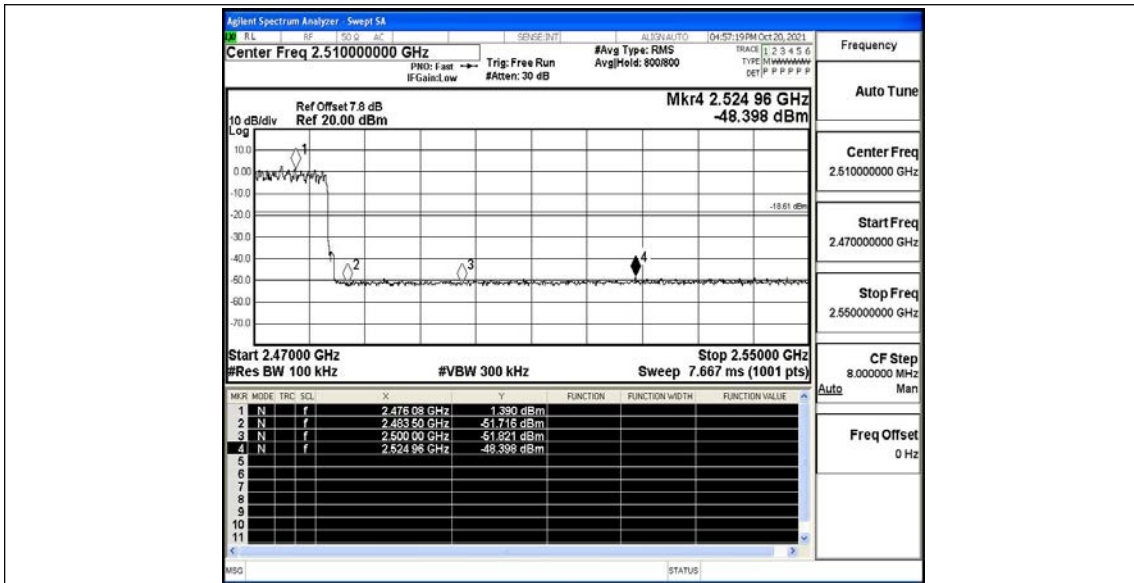 Agilent Spectrum Analyzer - Swept SA
LXI RL RF 50 Ω AC SENSE:INT ALIGNAUTO 04:57:19 PM Oct 20, 2021
Center Freq 2.510000000 GHz
PNO: Fast
IFGain:Low
Trig: Free Run
#Atten: 30 dB
#Avg Type: RMS
Avg|Hold: 800/800
TRACE 1 2 3 4 5 6
TYPE M
DET P P P P P P
Frequency
Auto Tune
Center Freq
2.510000000 GHz
Start Freq
2.470000000 GHz
Stop Freq
2.550000000 GHz
CF Step
8.000000 MHz
Auto Man
Freq Offset
0 Hz
Mkr4 2.524 96 GHz
-48.398 dBm
Ref Offset 7.8 dB
10 dB/div Ref 20.00 dBm
Log
10.0
0.00
-10.0
-20.0
-30.0
-40.0
-50.0
-60.0
-70.0
1
2
3
4
-18.61 dBm
Start 2.47000 GHz Stop 2.55000 GHz
#Res BW 100 kHz #VBW 300 kHz Sweep 7.667 ms (1001 pts)
MKR MODE TRC SCL X Y FUNCTION FUNCTION WIDTH FUNCTION VALUE
1 N f 2.476 08 GHz 1.390 dBm
2 N f 2.483 50 GHz -51.716 dBm
3 N f 2.500 00 GHz -51.821 dBm
4 N f 2.524 96 GHz -48.398 dBm
5
6
7
8
9
10
11
MSG STATUS